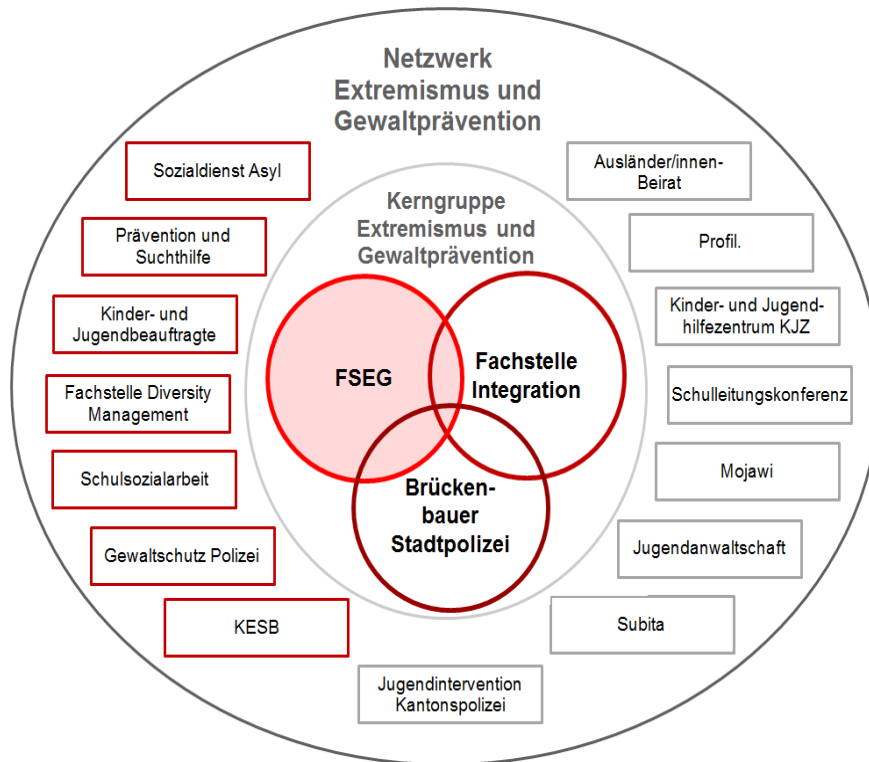 Netzwerk
Extremismus und
Gewaltprävention
Sozialdienst Asyl
Prävention und
Suchthilfe
Kinder- und
Jugendbeauftragte
Fachstelle Diversity
Management
Schulsozialarbeit
Gewaltschutz Polizei
KESB
Kerngruppe
Extremismus und
Gewaltprävention
FSEG
Fachstelle
Integration
Brücken-
bauer
Stadtpolizei
Ausländer/innen-
Beirat
Profil.
Kinder- und Jugend-
hilfezentrum KJZ
Schulleitungskonferenz
Mojawi
Jugendanwaltschaft
Subita
Jugendintervention
Kantonspolizei